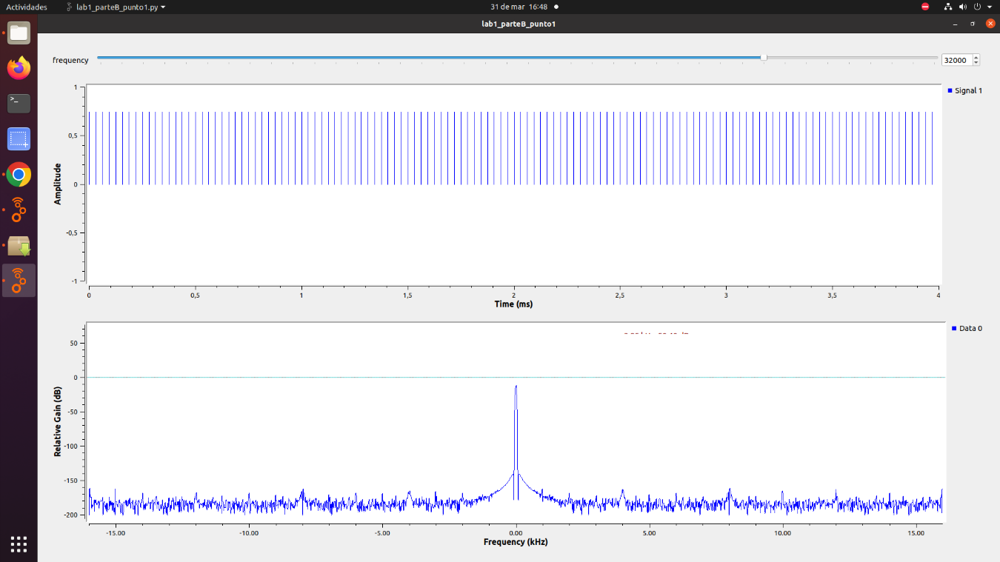 Actividades lab1_parteB_punto1.py 31 de mar 16:48
lab1_parteB_punto1
frequency 32000
Signal 1
1
0,5
0
-0,5
-1
Amplitude
0 0,5 1 1,5 2 2,5 3 3,5 4
Time (ms)
Data 0
50
0
-50
-100
-150
-200
Relative Gain (dB)
-15.00 -10.00 -5.00 0.00 5.00 10.00 15.00
Frequency (kHz)